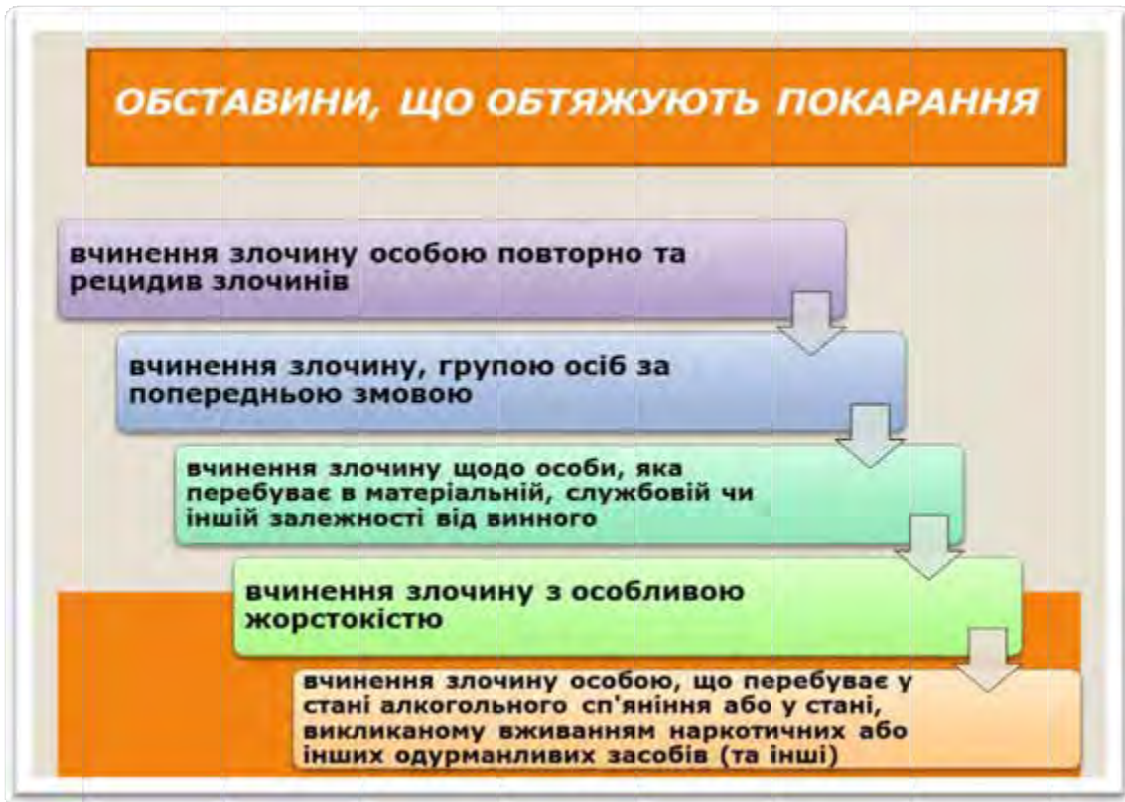 ОБСТАВИНИ, ЩО ОБТЯЖУЮТЬ ПОКАРАННЯ
вчинення злочину особою повторно та
рецидив злочинів
вчинення злочину, групою осіб за
попередньою змовою
вчинення злочину щодо особи, яка
перебуває в матеріальній, службовій чи
іншій залежності від винного
вчинення злочину з особливою
жорстокістю
вчинення злочину особою, що перебуває у
стані алкогольного сп'яніння або у стані,
викликаному вживанням наркотичних або
інших одурманливих засобів (та інші)